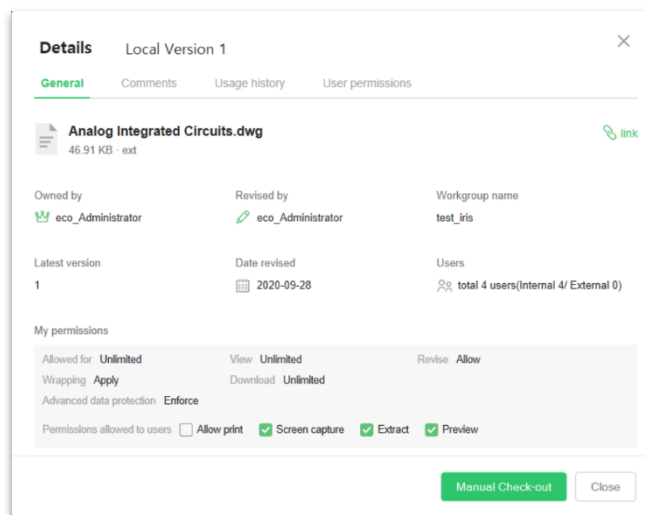 Details Local Version 1
General Comments Usage history User permissions
Analog Integrated Circuits.dwg
link
46.91 KB · ext
Owned by Revised by Workgroup name
eco_Administrator eco_Administrator test_iris
Latest version Date revised Users
1 2020-09-28 total 4 users(Internal 4/ External 0)
My permissions
Allowed for Unlimited View Unlimited Revise Allow
Wrapping Apply Download Unlimited
Advanced data protection Enforce
Permissions allowed to users Allow print Screen capture Extract Preview
Manual Check-out Close